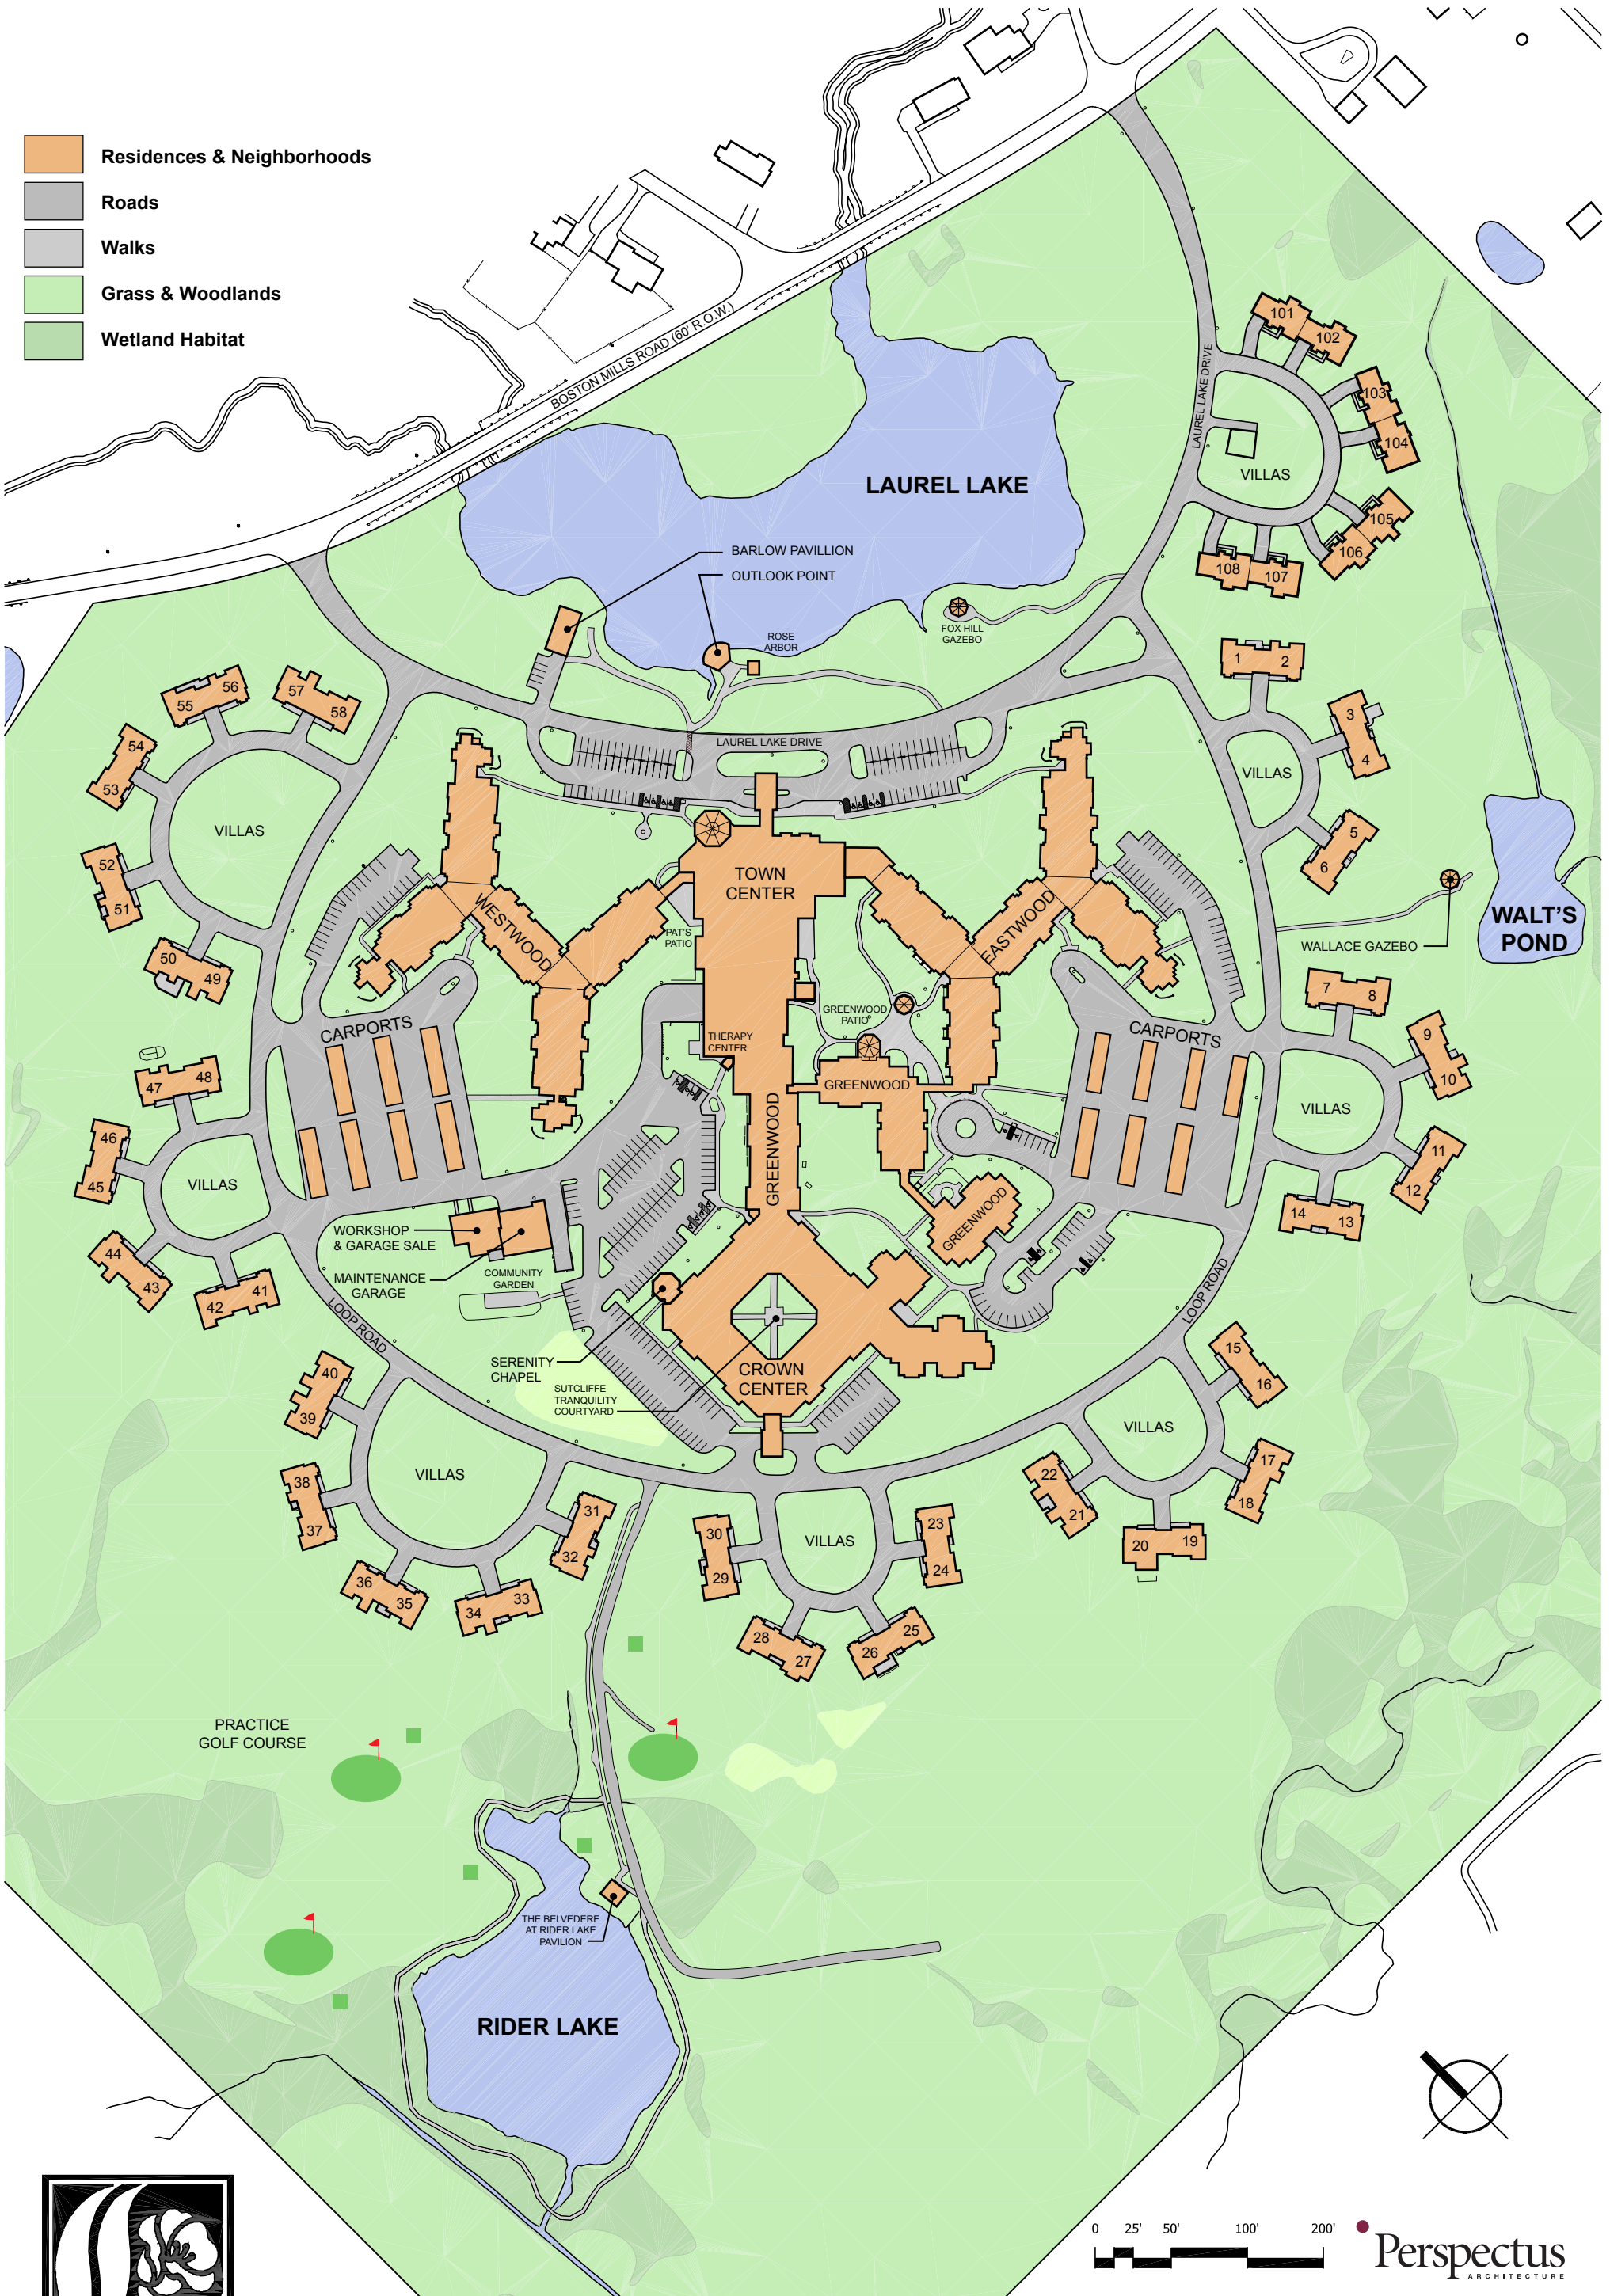 Residences & Neighborhoods
Roads
Walks
Grass & Woodlands
Wetland Habitat
BOSTON MILLS ROAD (60' R.O.W.)
LAUREL LAKE DRIVE
101
102
103
104
VILLAS
105
106
107
108
LAUREL LAKE
BARLOW PAVILLION
OUTLOOK POINT
ROSE
ARBOR
FOX HILL
GAZEBO
1
2
3
4
VILLAS
5
6
55
56
57
58
54
53
VILLAS
52
51
50
49
LAUREL LAKE DRIVE
TOWN
CENTER
WESTWOOD
EASTWOOD
PAT'S
PATIO
WALT'S
POND
WALLACE GAZEBO
7
8
9
10
VILLAS
11
12
13
14
CARPORTS
CARPORTS
GREENWOOD
PATIO
THERAPY
CENTER
GREENWOOD
GREENWOOD
GREENWOOD
47
48
46
45
VILLAS
44
43
42
41
WORKSHOP
& GARAGE SALE
MAINTENANCE
GARAGE
COMMUNITY
GARDEN
LOOP ROAD
LOOP ROAD
SERENITY
CHAPEL
SUTCLIFFE
TRANQUILITY
COURTYARD
CROWN
CENTER
40
39
38
37
VILLAS
36
35
34
33
31
32
30
29
VILLAS
28
27
26
25
23
24
15
16
VILLAS
17
18
22
21
20
19
PRACTICE
GOLF COURSE
THE BELVEDERE
AT RIDER LAKE
PAVILION
RIDER LAKE
0 25' 50' 100' 200'
Perspectus
ARCHITECTURE